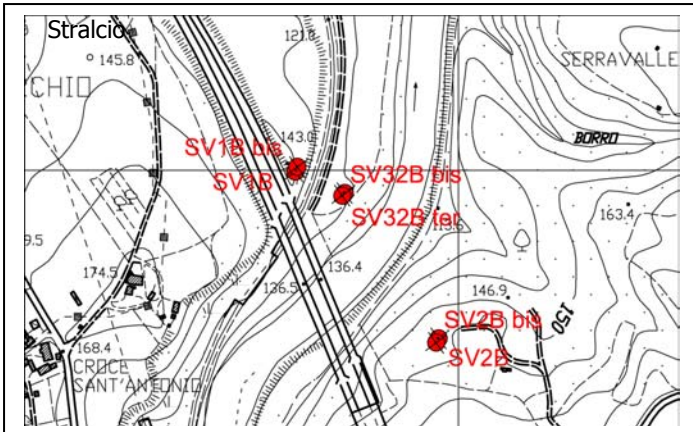 Stralcio
121.0
145.8
SERRAVALLE
CHIO
143.0
BORRO
SV1B bis
SV1B
SV32B bis
SV32B ter
163.4
113.6
9.5
174.5
136.4
136.5
146.9
150
SV2B bis
SV2B
168.4
CROCE
SANT'ANTONIO